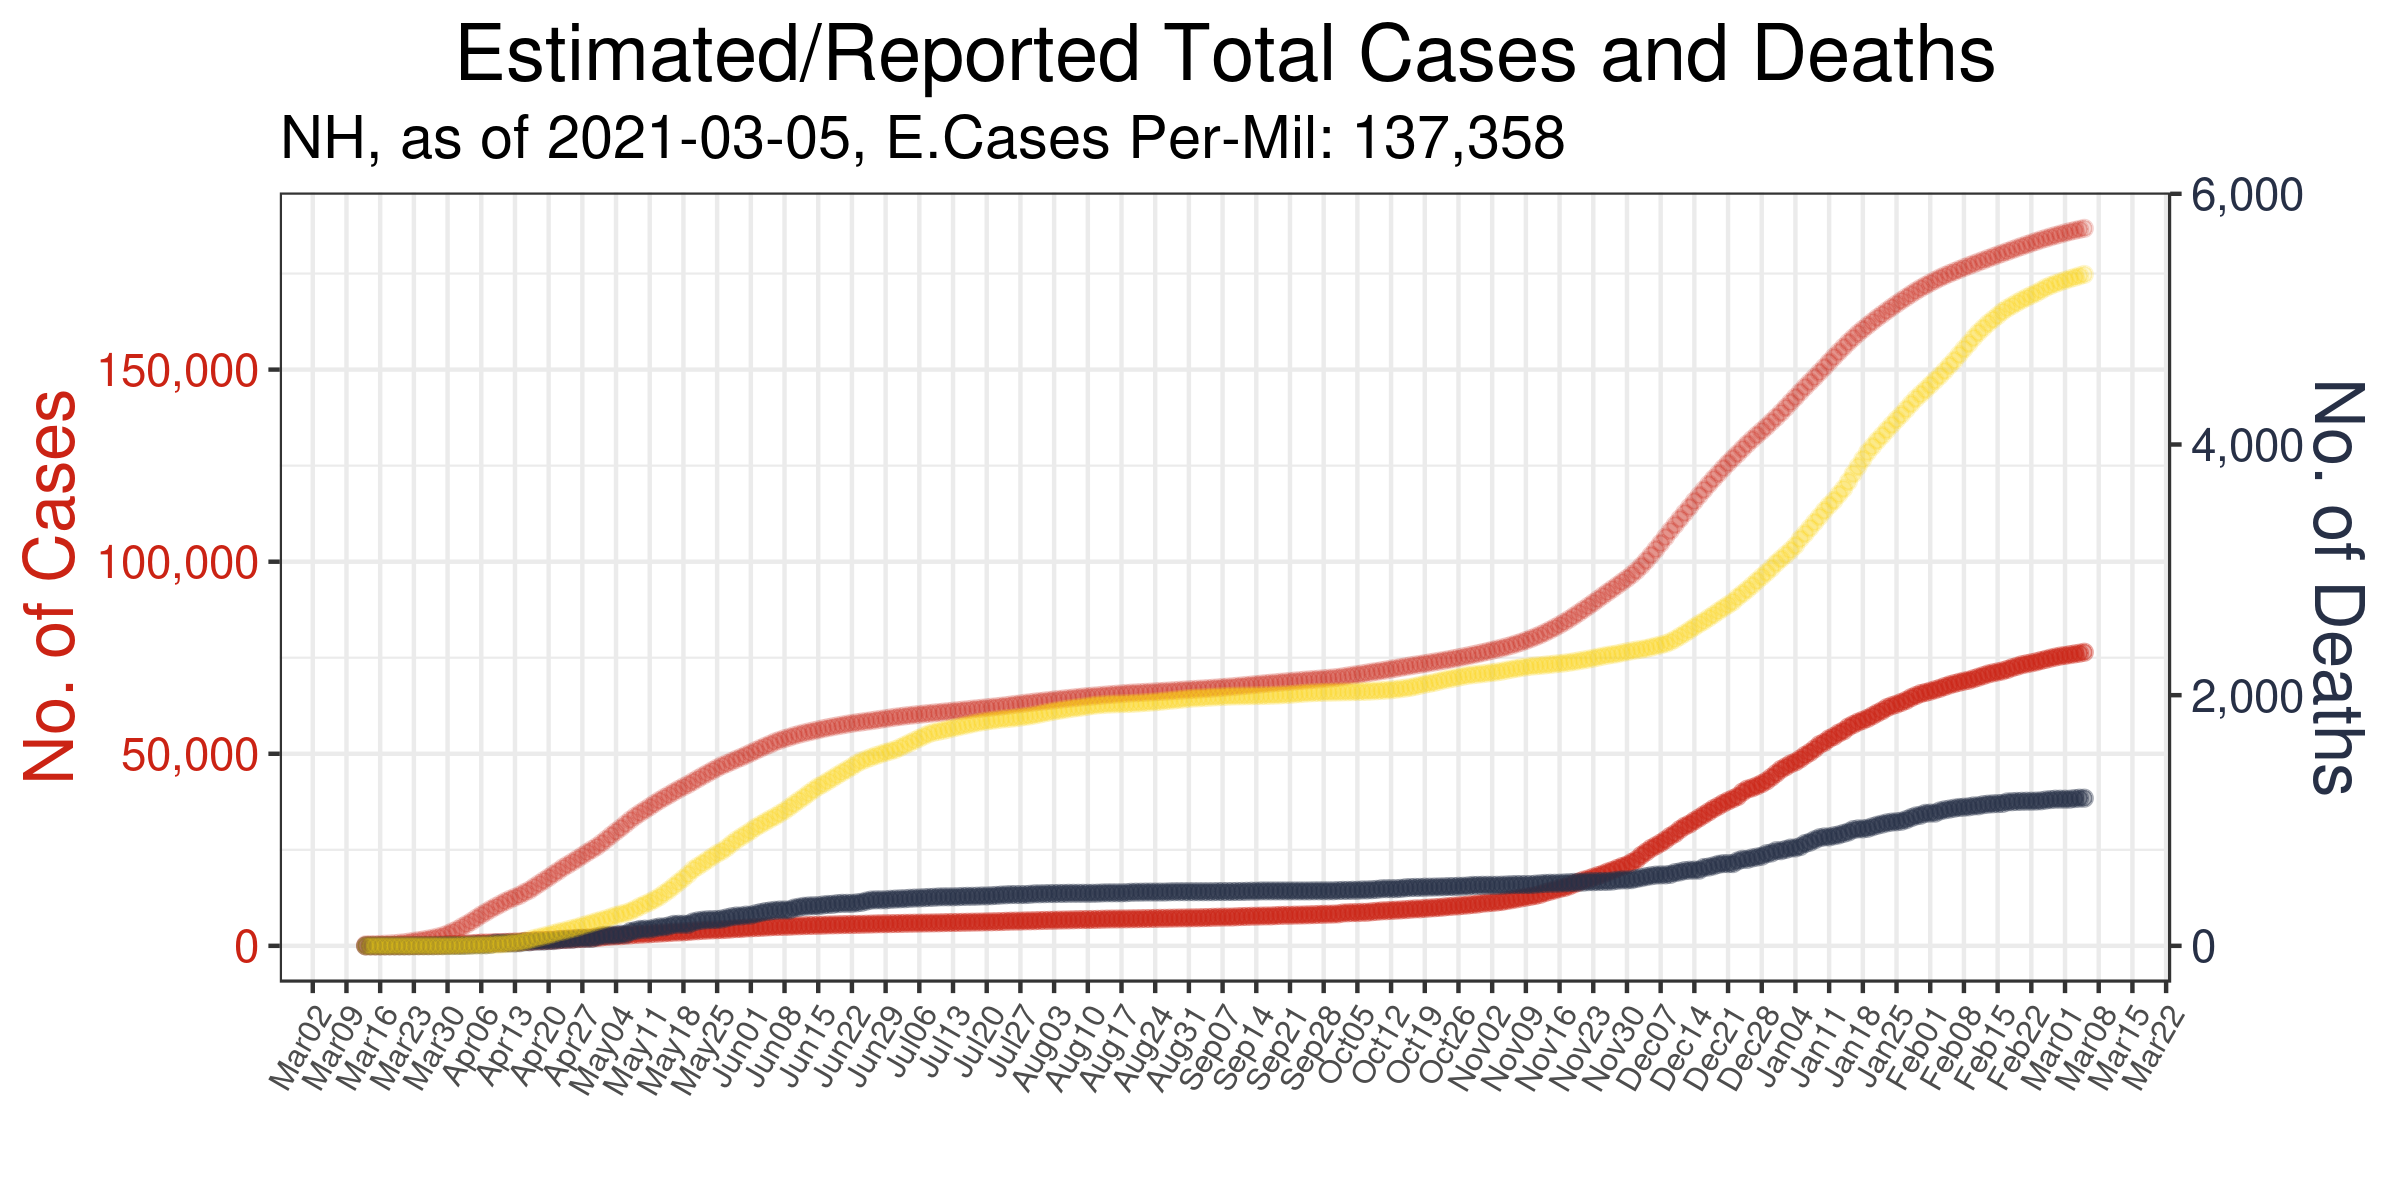 Estimated/Reported Total Cases and Deaths
NH, as of 2021-03-05, E.Cases Per-Mil: 137,358
No. of Cases
150,000
100,000
50,000
0
6,000
4,000
2,000
0
No. of Deaths
Mar02
Mar09
Mar16
Mar23
Mar30
Apr06
Apr13
Apr20
Apr27
May04
May11
May18
May25
Jun01
Jun08
Jun15
Jun22
Jun29
Jul06
Jul13
Jul20
Jul27
Aug03
Aug10
Aug17
Aug24
Aug31
Sep07
Sep14
Sep21
Sep28
Oct05
Oct12
Oct19
Oct26
Nov02
Nov09
Nov16
Nov23
Nov30
Dec07
Dec14
Dec21
Dec28
Jan04
Jan11
Jan18
Jan25
Feb01
Feb08
Feb15
Feb22
Mar01
Mar08
Mar15
Mar22